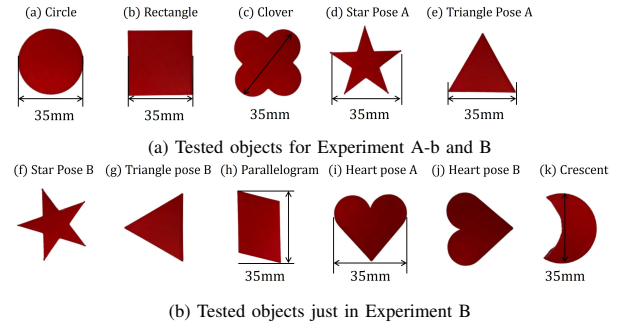 (a) Circle (b) Rectangle (c) Clover (d) Star Pose A (e) Triangle Pose A
35mm 35mm 35mm 35mm 35mm
(a) Tested objects for Experiment A-b and B
(f) Star Pose B (g) Triangle pose B (h) Parallelogram (i) Heart pose A (j) Heart pose B (k) Crescent
35mm 35mm 35mm
(b) Tested objects just in Experiment B